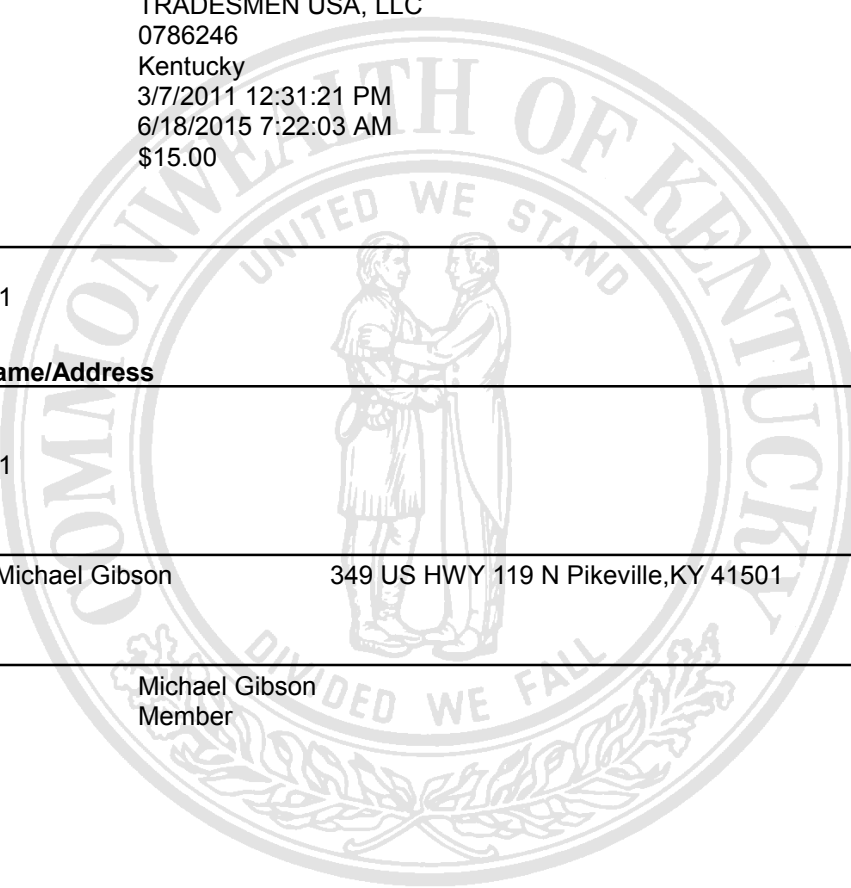 TRADESMEN USA, LLC
0786246
Kentucky
3/7/2011 12:31:21 PM
6/18/2015 7:22:03 AM
$15.00
COMMONWEALTH OF KENTUCKY
UNITED WE STAND
1
ame/Address
1
Michael Gibson 349 US HWY 119 N Pikeville,KY 41501
DIVIDED WE FALL
Michael Gibson
Member